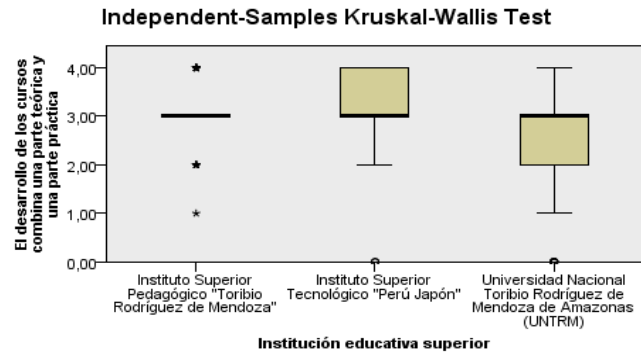 Independent-Samples Kruskal-Wallis Test
El desarrollo de los cursos
combina una parte teórica y
una parte práctica
4,00
3,00
2,00
1,00
0,00
Instituto Superior
Pedagógico "Toribio
Rodríguez de Mendoza"
Instituto Superior
Tecnológico "Perú Japón"
Universidad Nacional
Toribio Rodríguez de
Mendoza de Amazonas
(UNTRM)
Institución educativa superior